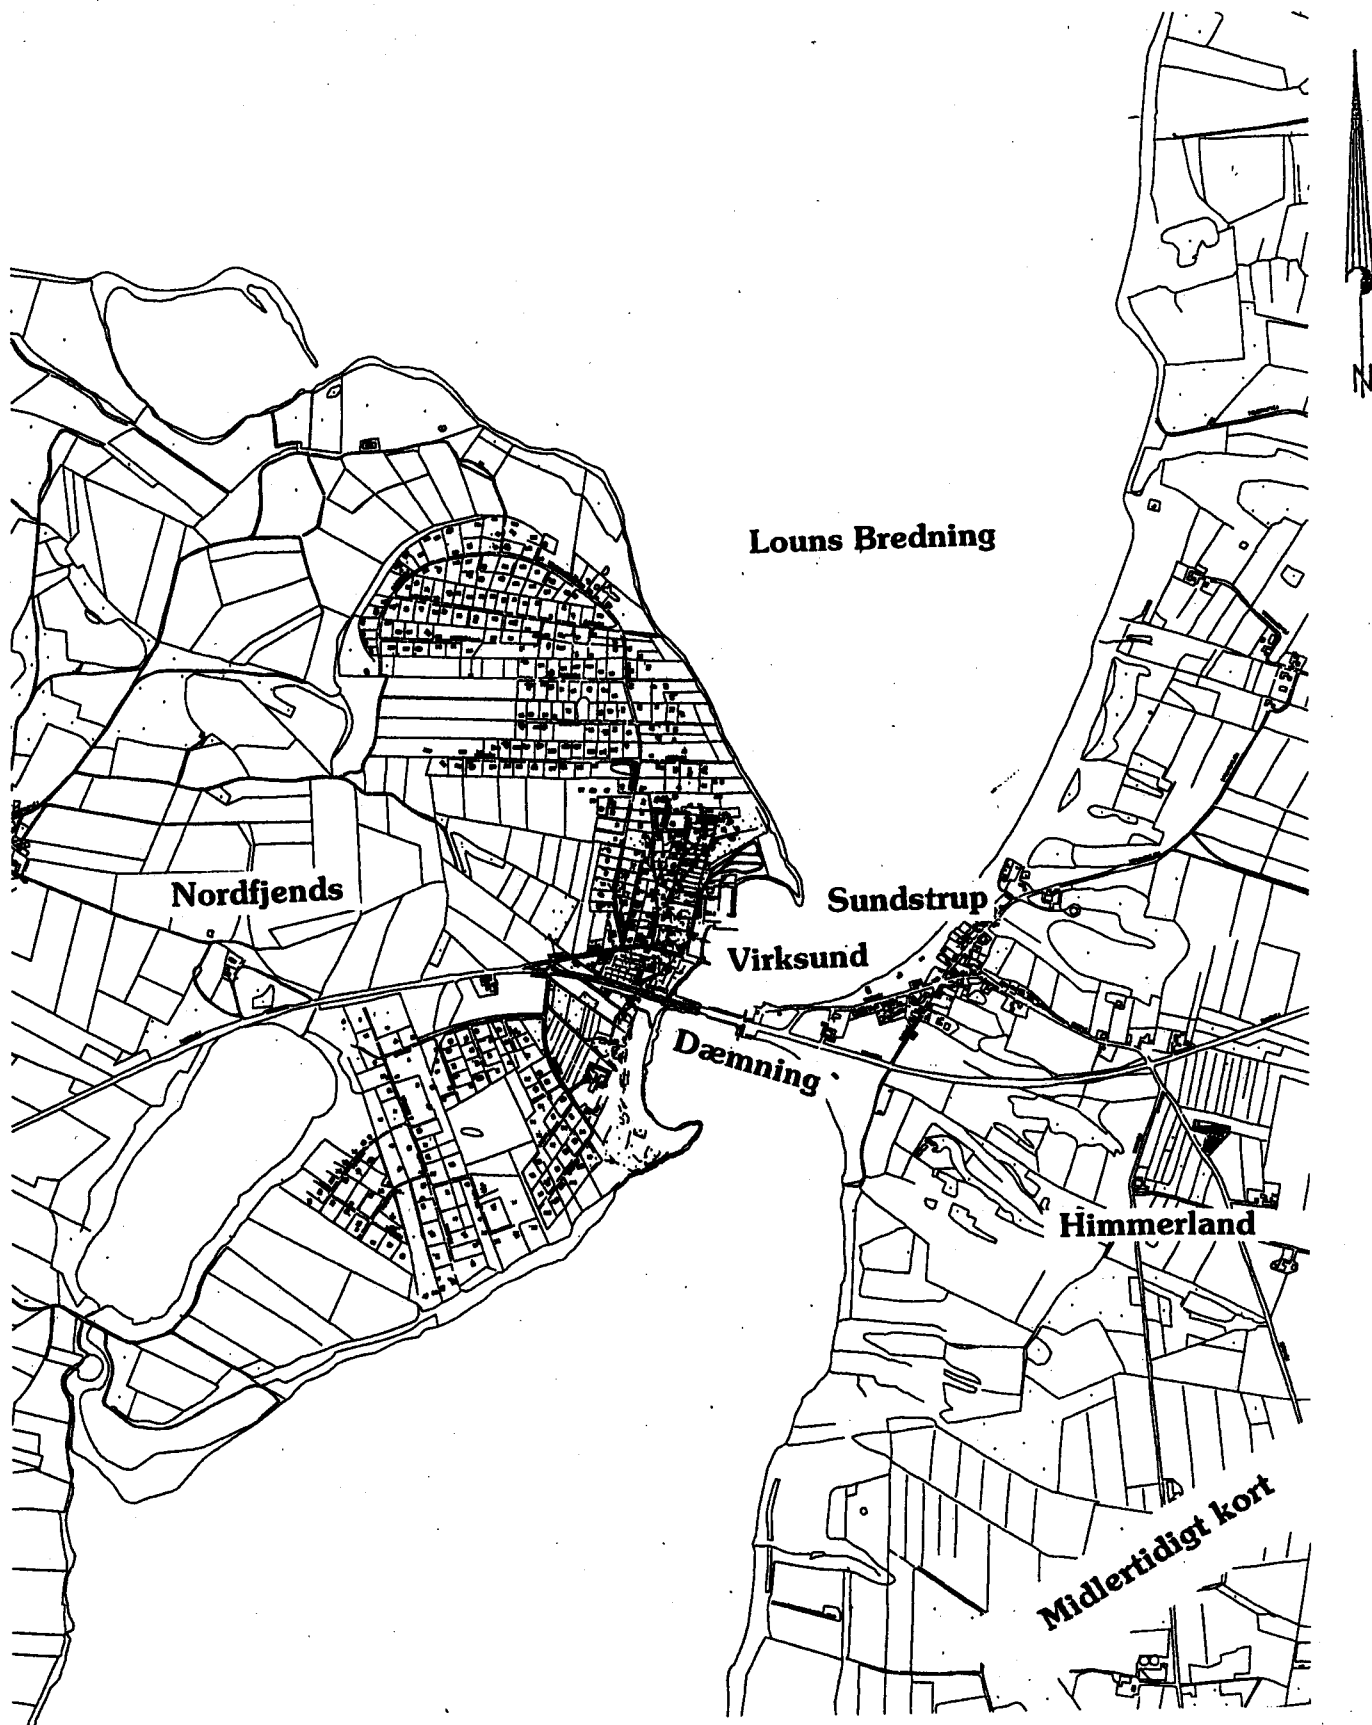 N
Louns Bredning
Nordfjends
Sundstrup
Virksund
Dæmning
Himmerland
Midlertidigt kort